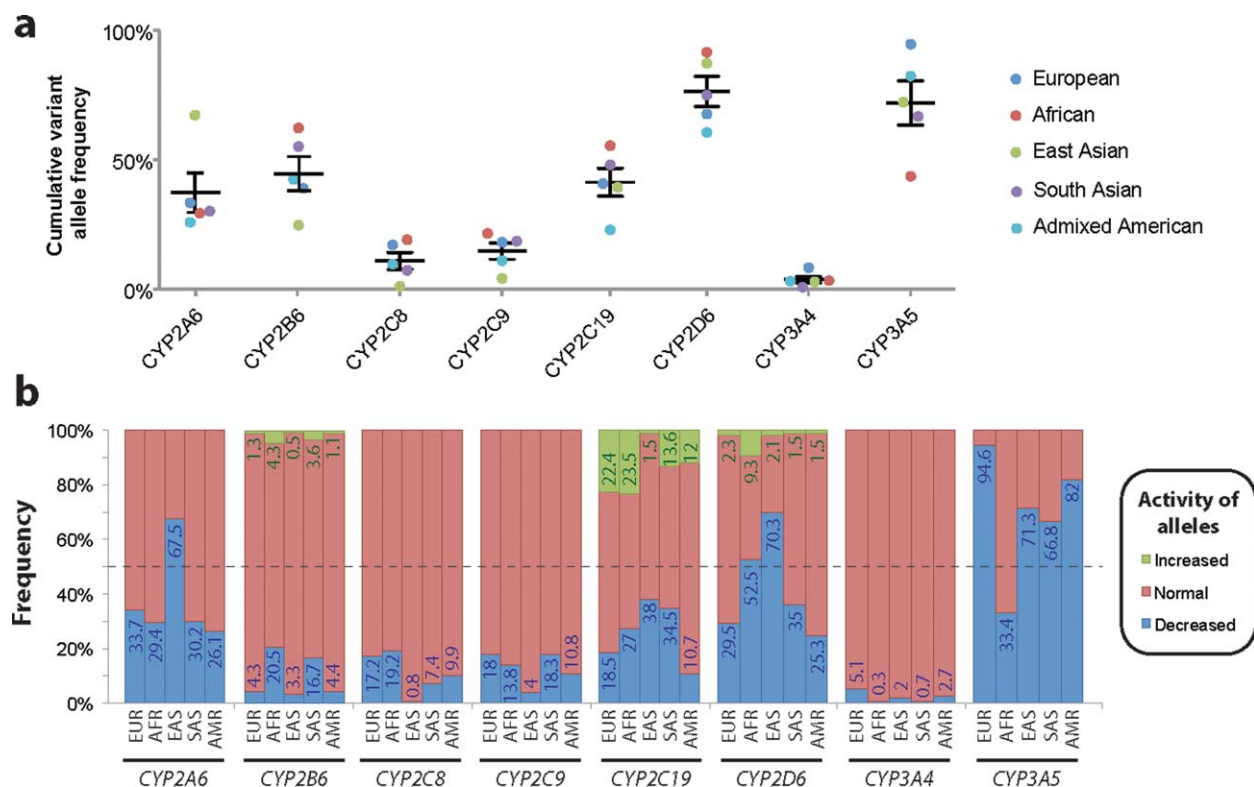 a
100%
50%
0%
Cumulative variant
allele frequency
CYP2A6
CYP2B6
CYP2C8
CYP2C9
CYP2C19
CYP2D6
CYP3A4
CYP3A5
European
African
East Asian
South Asian
Admixed American
b
100%
80%
60%
40%
20%
0%
Frequency
33.7 29.4 67.5 30.2 26.1
1.3 4.3 0.5 3.6 1.1
4.3 20.5 3.3 16.7 4.4
17.2 19.2 0.8 7.4 9.9
18 13.8 4 18.3 10.8
22.4 23.5 1.5 13.6 12
18.5 27 38 34.5 10.7
2.3 9.3 2.1 1.5 1.5
29.5 52.5 70.3 35 25.3
5.1 0.3 2 0.7 2.7
94.6 33.4 71.3 66.8 82
EUR AFR EAS SAS AMR EUR AFR EAS SAS AMR EUR AFR EAS SAS AMR EUR AFR EAS SAS AMR EUR AFR EAS SAS AMR EUR AFR EAS SAS AMR EUR AFR EAS SAS AMR EUR AFR EAS SAS AMR
CYP2A6 CYP2B6 CYP2C8 CYP2C9 CYP2C19 CYP2D6 CYP3A4 CYP3A5
Activity of
alleles
Increased
Normal
Decreased